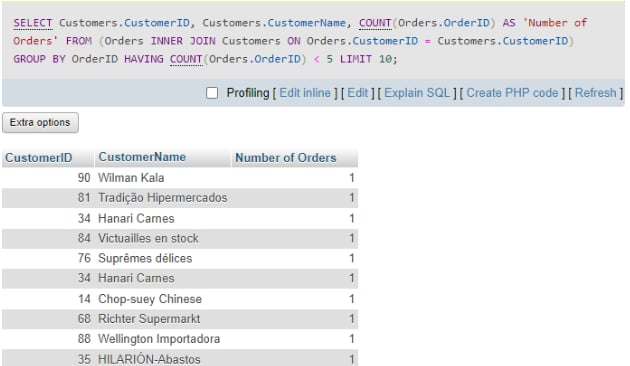 SELECT Customers.CustomerID, Customers.CustomerName, COUNT(Orders.OrderID) AS 'Number of
Orders' FROM (Orders INNER JOIN Customers ON Orders.CustomerID = Customers.CustomerID)
GROUP BY OrderID HAVING COUNT(Orders.OrderID) < 5 LIMIT 10;
Profiling [ Edit inline ] [ Edit ] [ Explain SQL ] [ Create PHP code ] [ Refresh ]
Extra options
CustomerID CustomerName Number of Orders
90 Wilman Kala 1
81 Tradição Hipermercados 1
34 Hanari Carnes 1
84 Victuailles en stock 1
76 Suprêmes délices 1
34 Hanari Carnes 1
14 Chop-suey Chinese 1
68 Richter Supermarkt 1
88 Wellington Importadora 1
35 HILARIÓN-Abastos 1